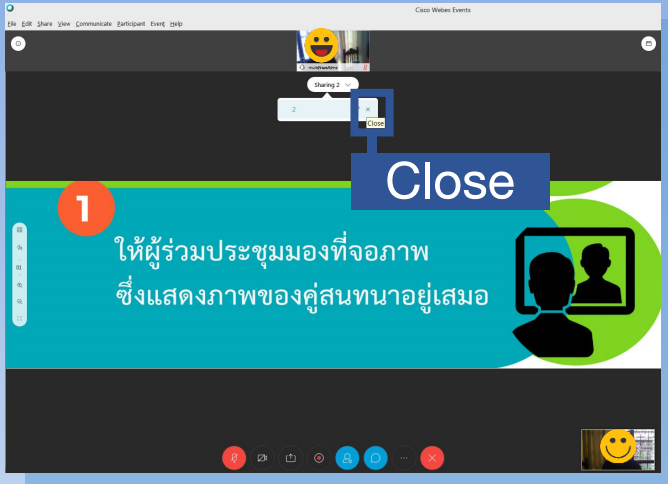 Cisco Webex Events
File Edit Share View Communicate Participant Event Help
Sharing 2
2
Close
Close
1
ให้ผู้ร่วมประชุมมองที่จอภาพ
ซึ่งแสดงภาพของคู่สนทนาอยู่เสมอ